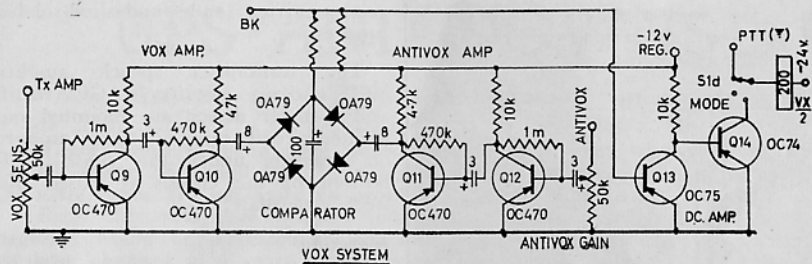 BK
VOX AMP.
ANTIVOX AMP
-12v
REG.
PTT(⏚)
-24v
200
VX
2
S1d
MODE
Tx AMP
10k
47k
OA79
OA79
4·7k
10k
ANTIVOX
10k
Q14
OC74
1m
3
+
470k
+8
100
+
+8
470k
1m
3
+
3
+
VOX SENS.
50k
Q9
Q10
OA79
OA79
Q11
Q12
50k
Q13
OC75
OC470
OC470
COMPARATOR
OC470
OC470
D.C. AMP.
ANTIVOX GAIN
VOX SYSTEM